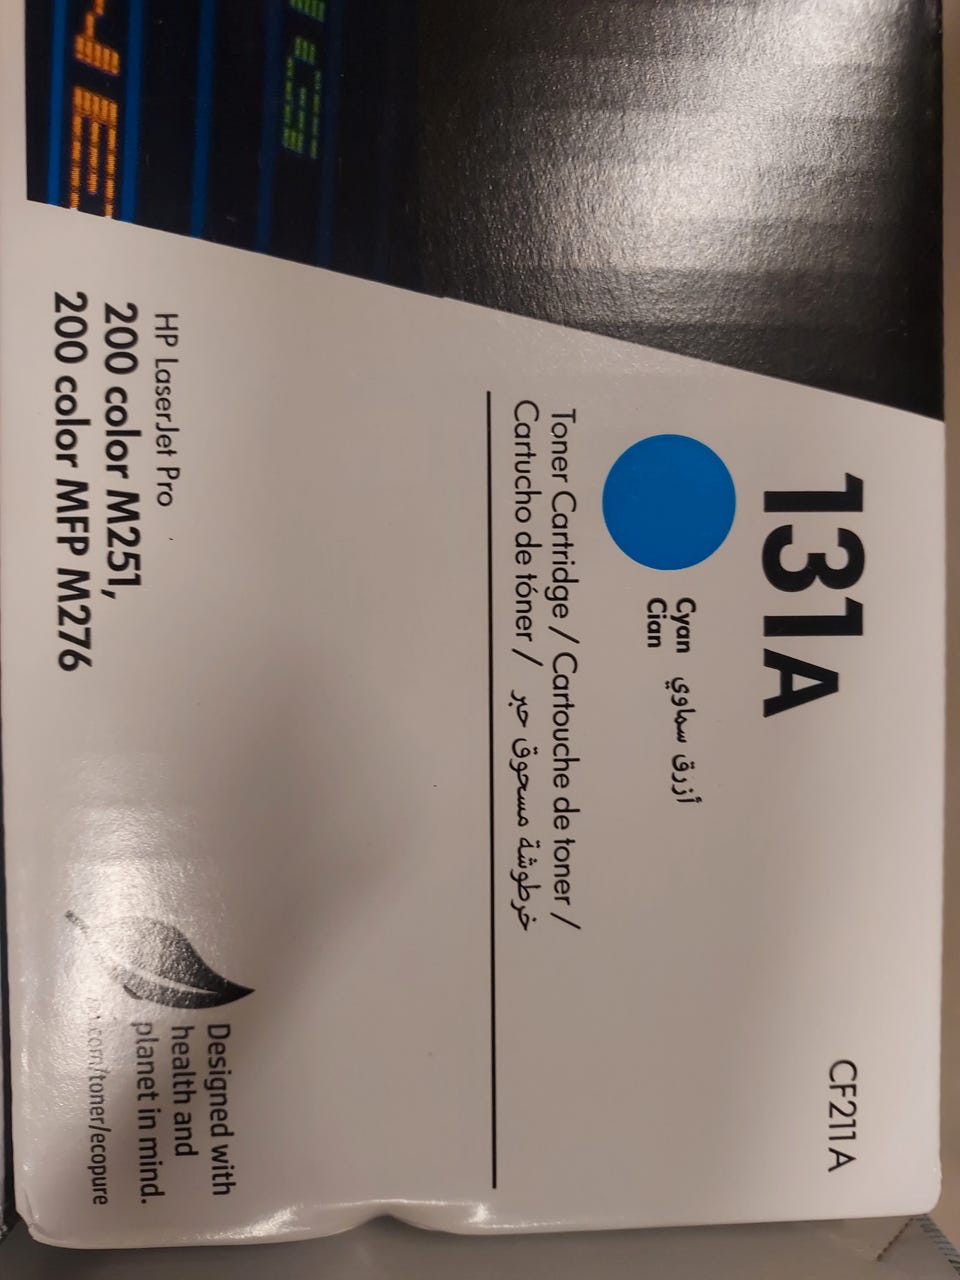 131A
CF211A
Cyan أزرق سماوي
Cian
Toner Cartridge / Cartouche de toner /
Cartucho de tóner / خرطوشة مسحوق حبر
HP LaserJet Pro
200 color M251,
200 color MFP M276
Designed with
health and
planet in mind.
.com/toner/ecopure